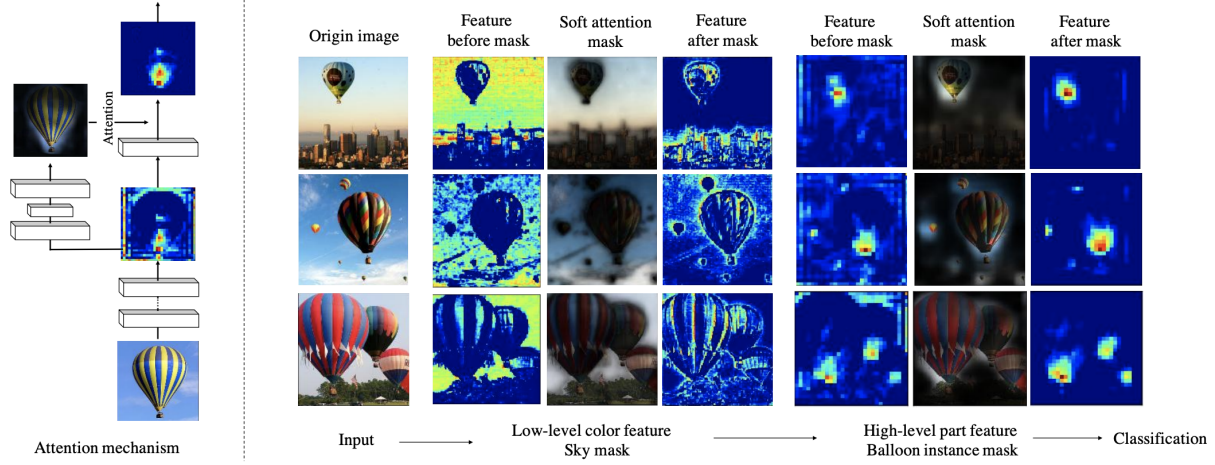 Attention
Attention mechanism
Origin image
Feature
before mask
Soft attention
mask
Feature
after mask
Feature
before mask
Soft attention
mask
Feature
after mask
Input
Low-level color feature
Sky mask
High-level part feature
Balloon instance mask
Classification